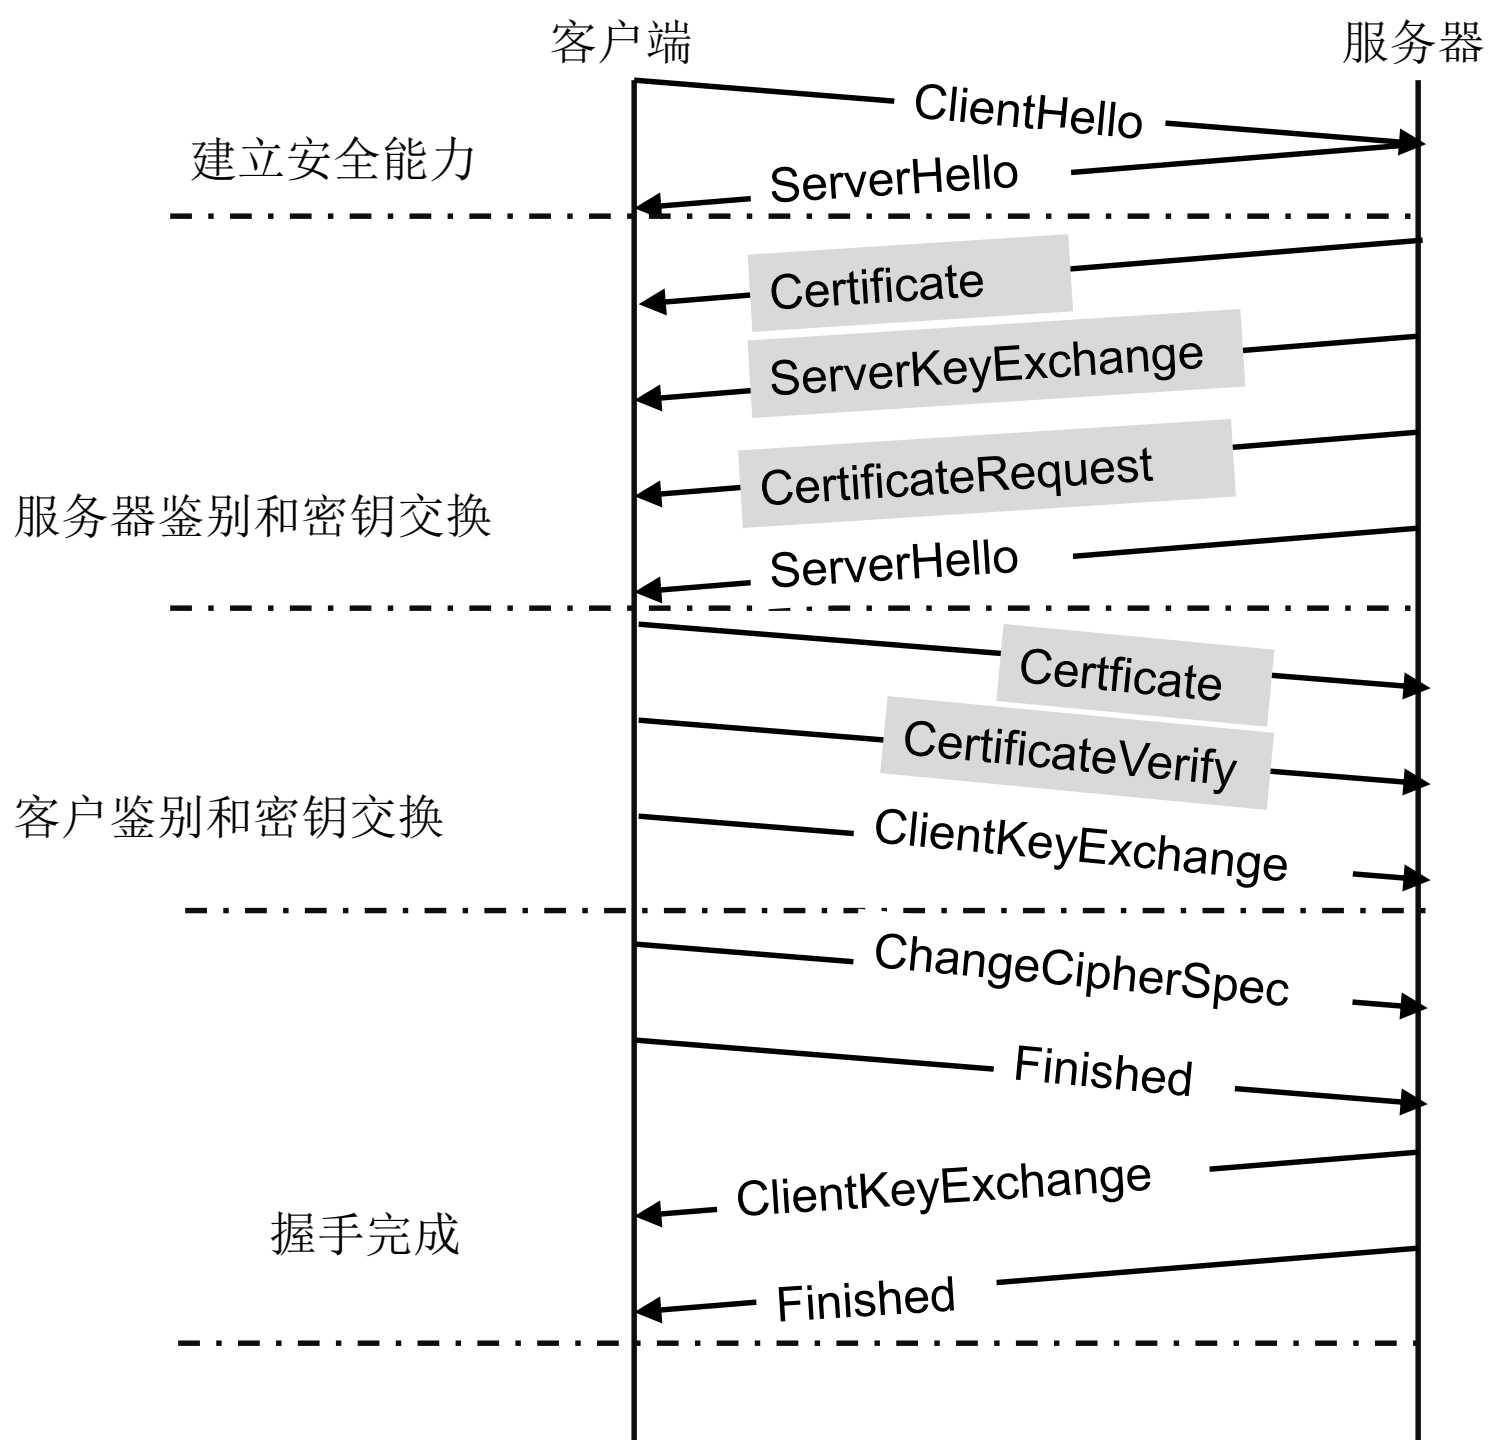 客户端
服务器
ClientHello
建立安全能力
ServerHello
Certificate
ServerKeyExchange
CertificateRequest
服务器鉴别和密钥交换
ServerHello
Certficate
CertificateVerify
客户鉴别和密钥交换
ClientKeyExchange
ChangeCipherSpec
Finished
ClientKeyExchange
握手完成
Finished